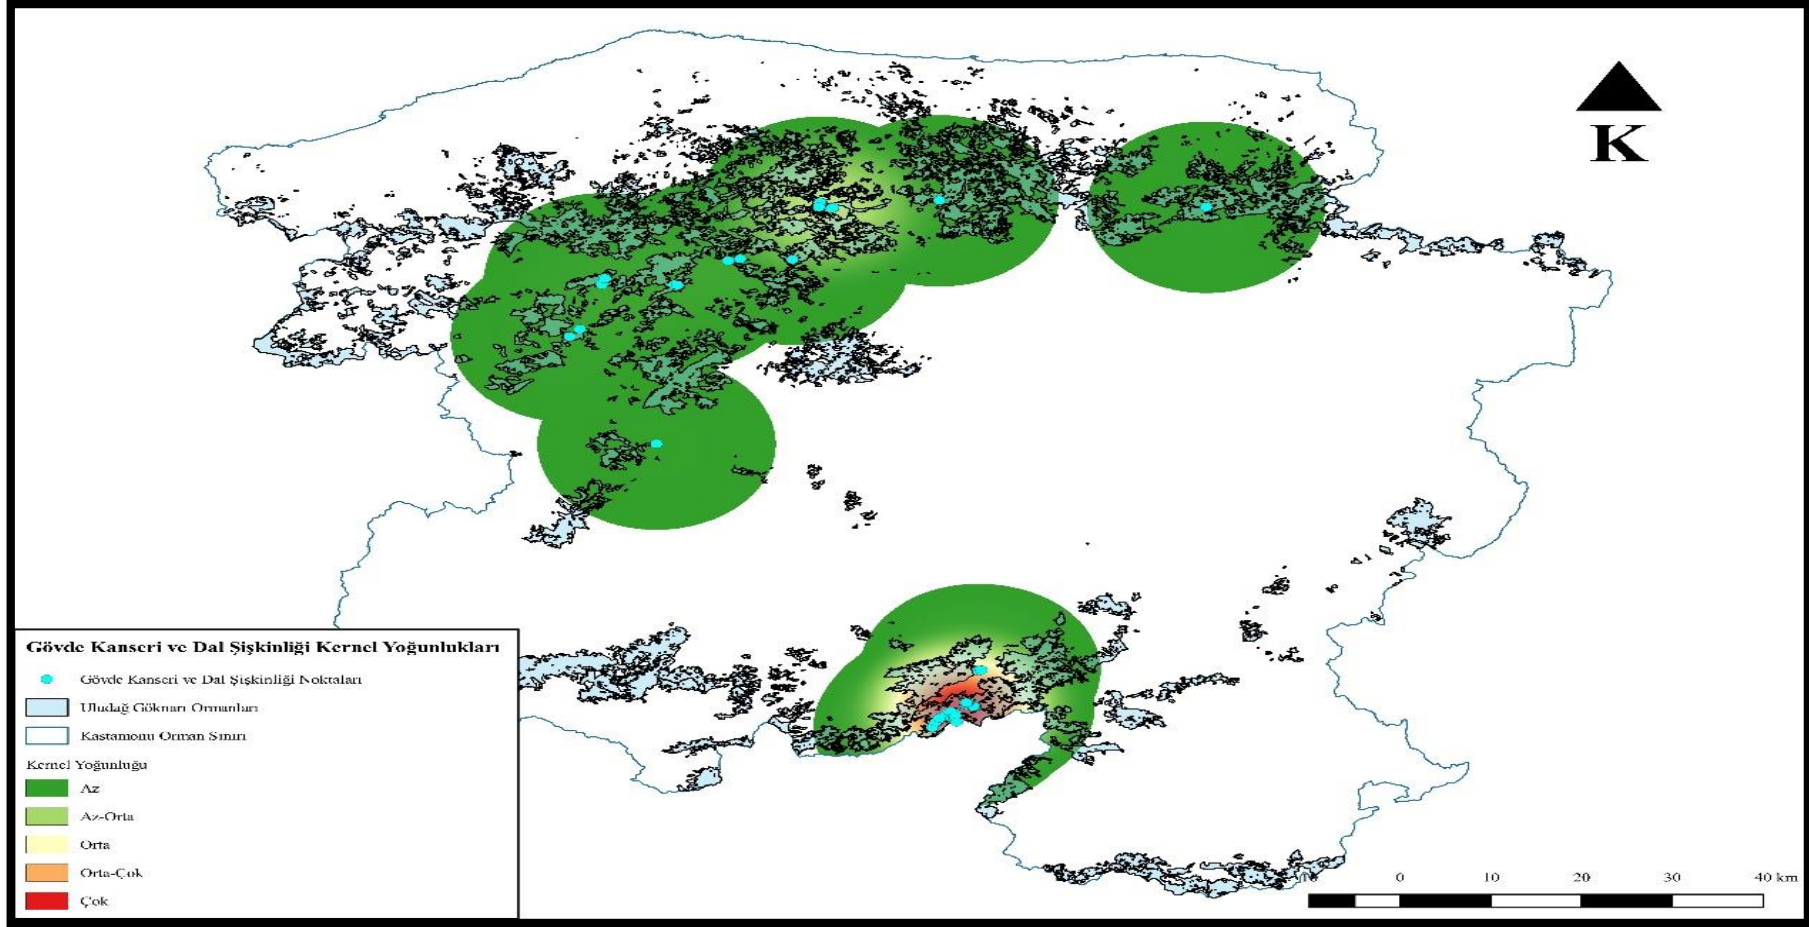 K
Gövde Kanseri ve Dal Şişkinliği Kernel Yoğunlukları
Gövde Kanseri ve Dal Şişkinliği Noktaları
Uludağ Göknarı Ormanları
Kastamonu Orman Sınırı
Kernel Yoğunluğu
Az
Az-Orta
Orta
Orta-Çok
Çok
10 0 10 20 30 40 km